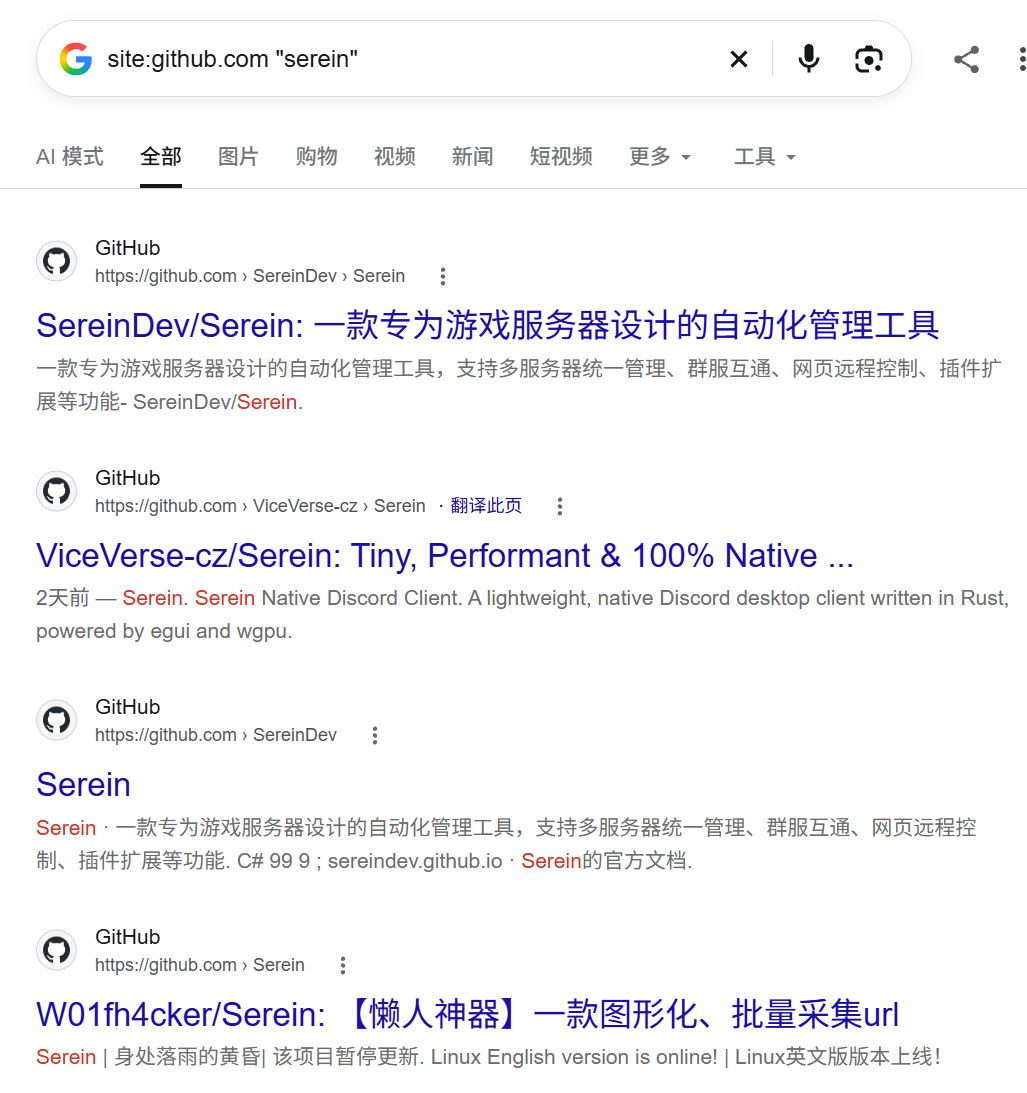 site:github.com "serein"
AI 模式 全部 图片 购物 视频 新闻 短视频 更多 工具
GitHub
https://github.com › SereinDev › Serein
SereinDev/Serein: 一款专为游戏服务器设计的自动化管理工具
一款专为游戏服务器设计的自动化管理工具，支持多服务器统一管理、群服互通、网页远程控制、插件扩
展等功能- SereinDev/Serein.
GitHub
https://github.com › ViceVerse-cz › Serein · 翻译此页
ViceVerse-cz/Serein: Tiny, Performant & 100% Native ...
2天前 — Serein. Serein Native Discord Client. A lightweight, native Discord desktop client written in Rust,
powered by egui and wgpu.
GitHub
https://github.com › SereinDev
Serein
Serein · 一款专为游戏服务器设计的自动化管理工具，支持多服务器统一管理、群服互通、网页远程控
制、插件扩展等功能. C# 99 9 ; sereindev.github.io · Serein的官方文档.
GitHub
https://github.com › Serein
W01fh4cker/Serein: 【懒人神器】一款图形化、批量采集url
Serein | 身处落雨的黄昏| 该项目暂停更新. Linux English version is online! | Linux英文版版本上线！